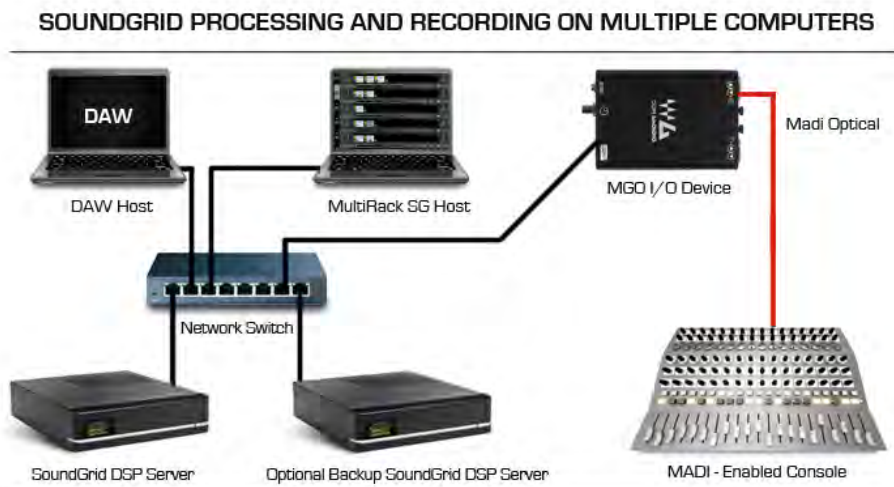 SOUNDGRID PROCESSING AND RECORDING ON MULTIPLE COMPUTERS
DAW
DAW Host
MultiRack SG Host
MGO I/O Device
Madi Optical
Network Switch
SoundGrid DSP Server
Optional Backup SoundGrid DSP Server
MADI - Enabled Console